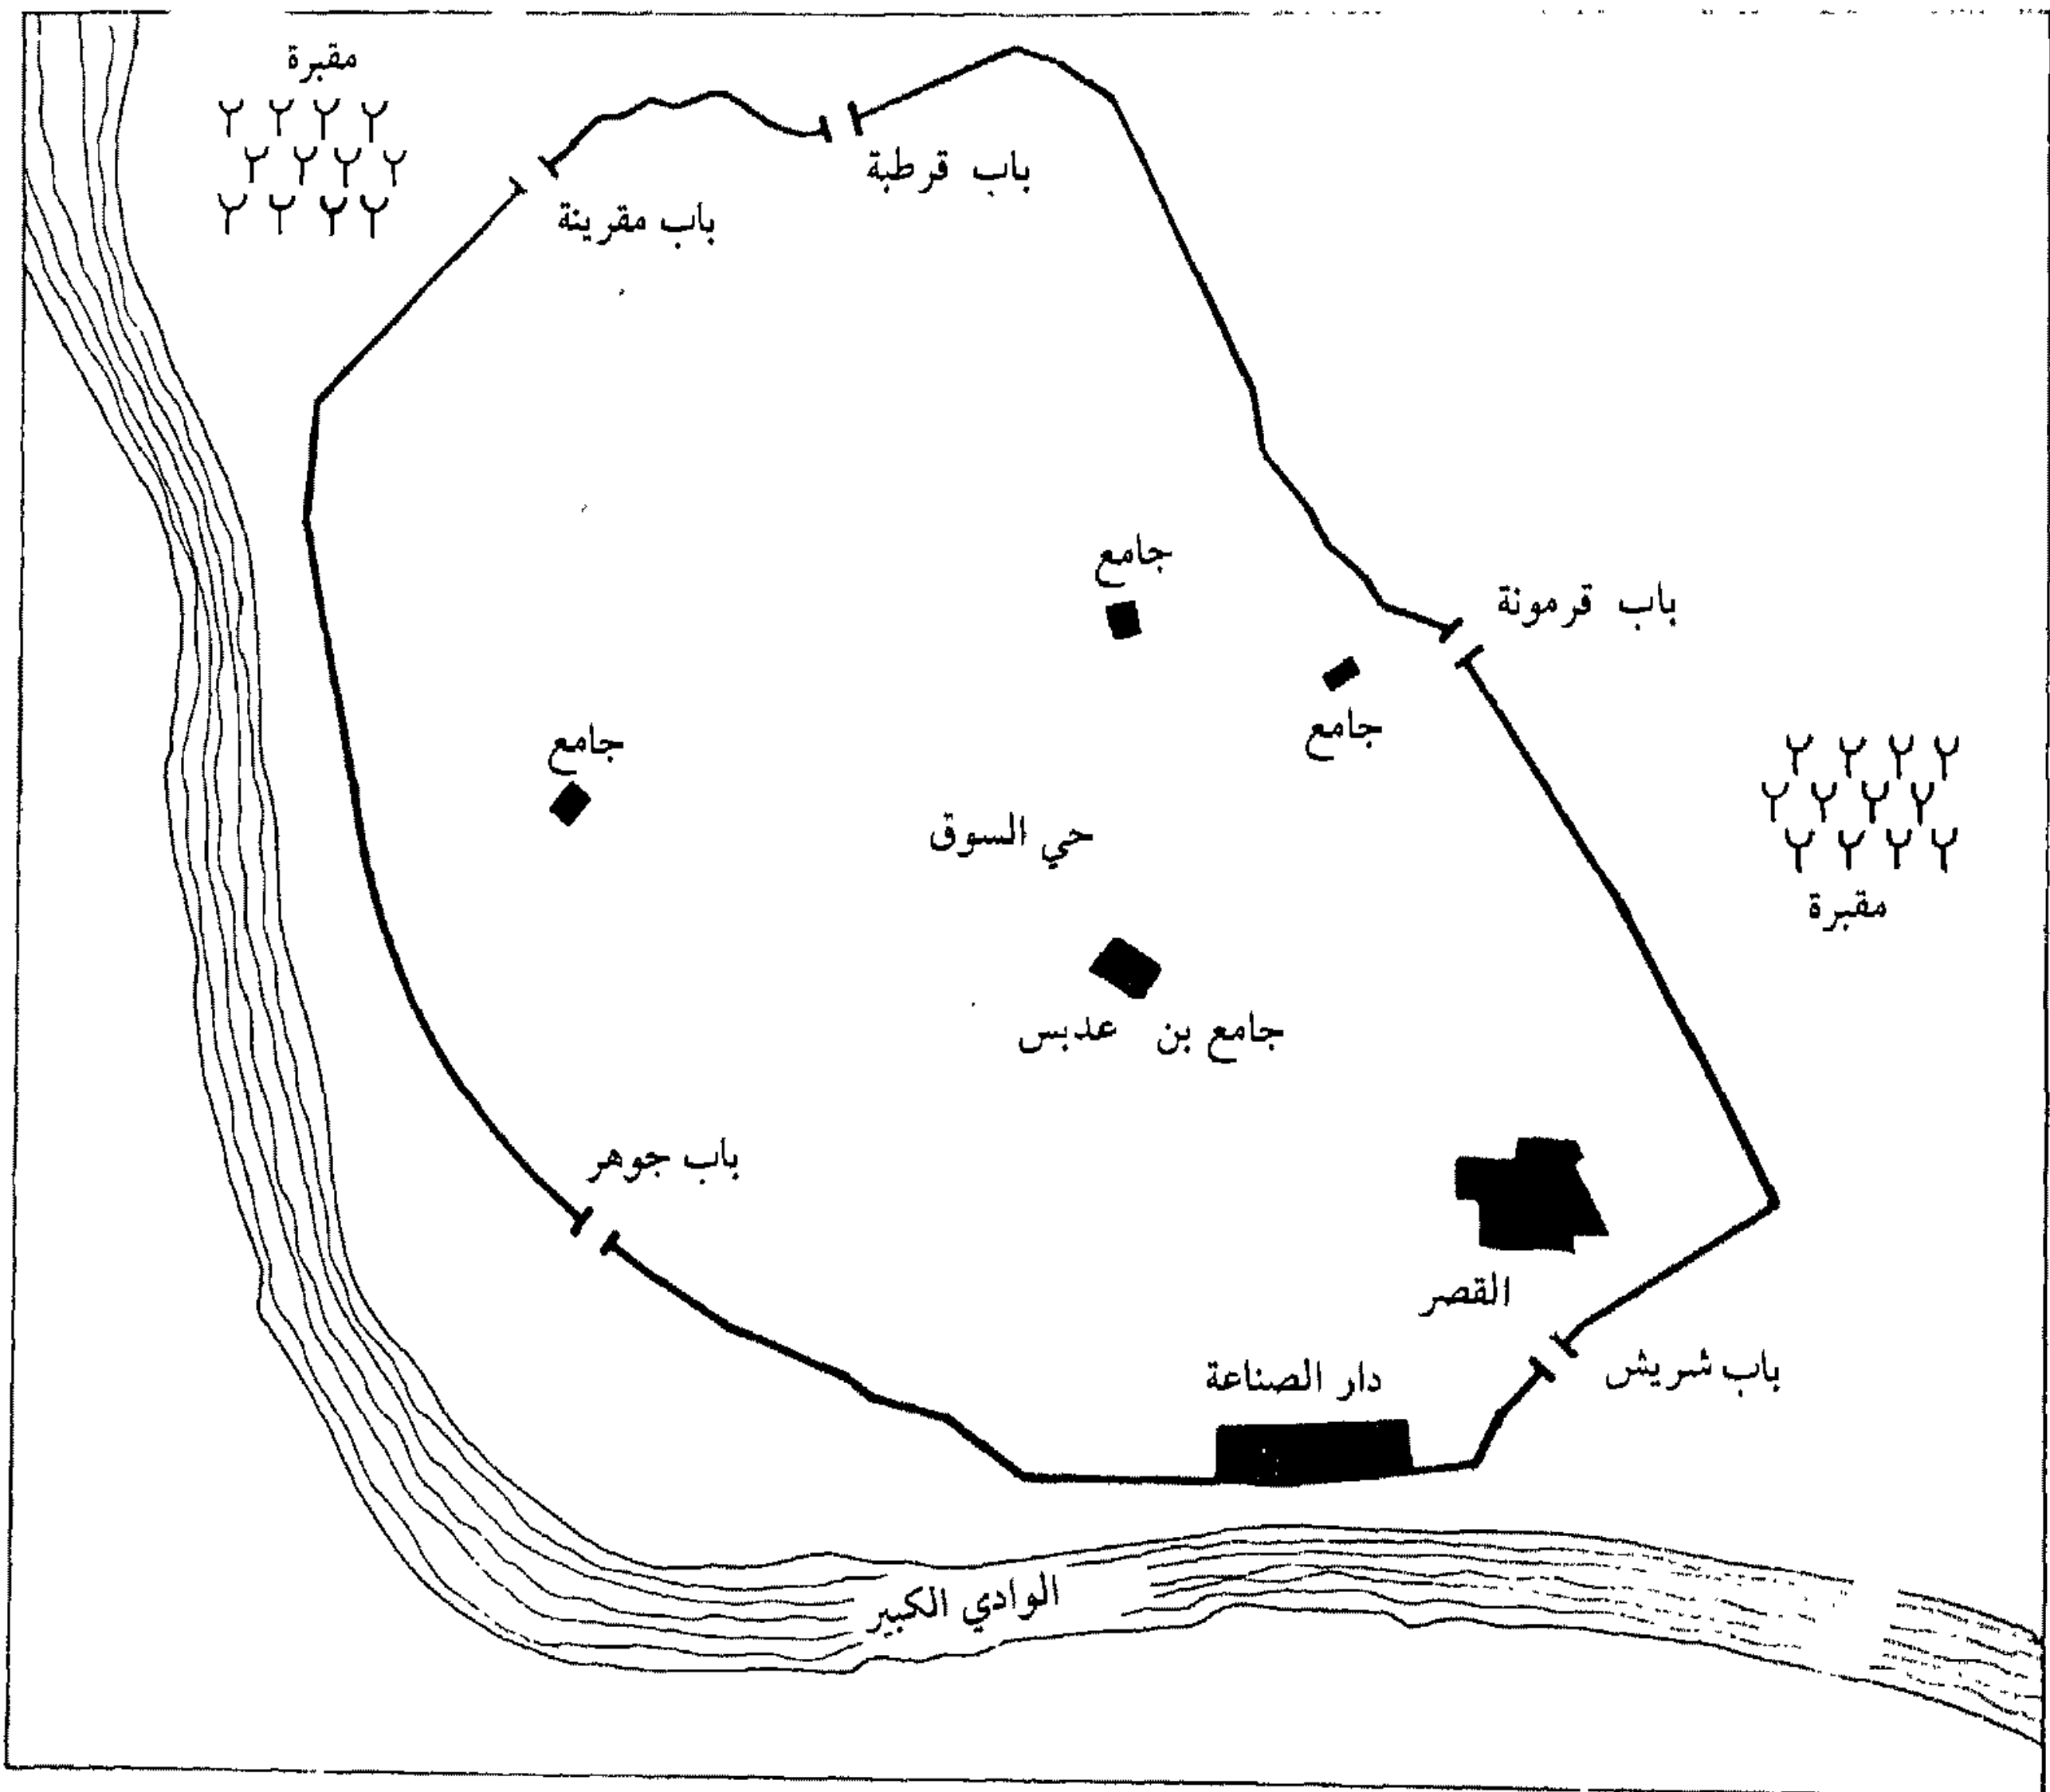 مقبرة
باب قرطبة
باب مقرينة
جامع
باب قرمونة
جامع
جامع
حي السوق
مقبرة
جامع بن عدبس
باب جوهر
القصر
باب شريش
دار الصناعة
الوادي الكبير